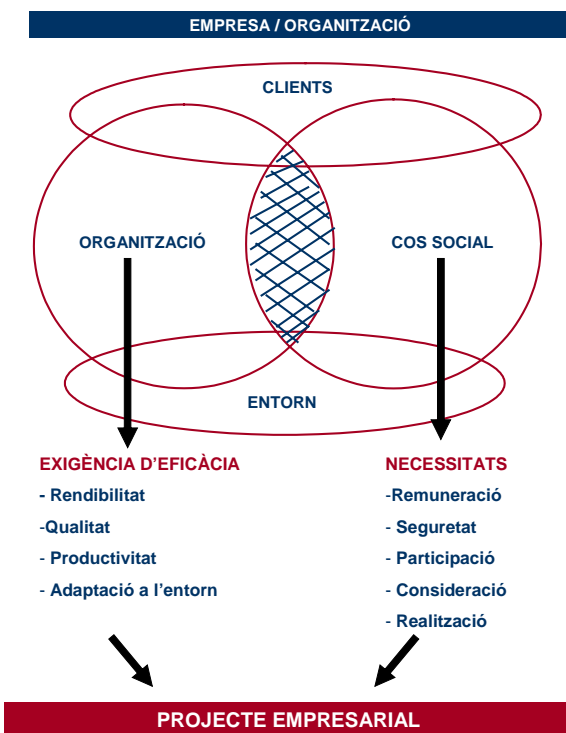 EMPRESA / ORGANITZACIÓ
CLIENTS
ORGANITZACIÓ
COS SOCIAL
ENTORN
EXIGÈNCIA D’EFICÀCIA
- Rendibilitat
-Qualitat
- Productivitat
- Adaptació a l’entorn
NECESSITATS
-Remuneració
- Seguretat
- Participació
- Consideració
- Realització
PROJECTE EMPRESARIAL